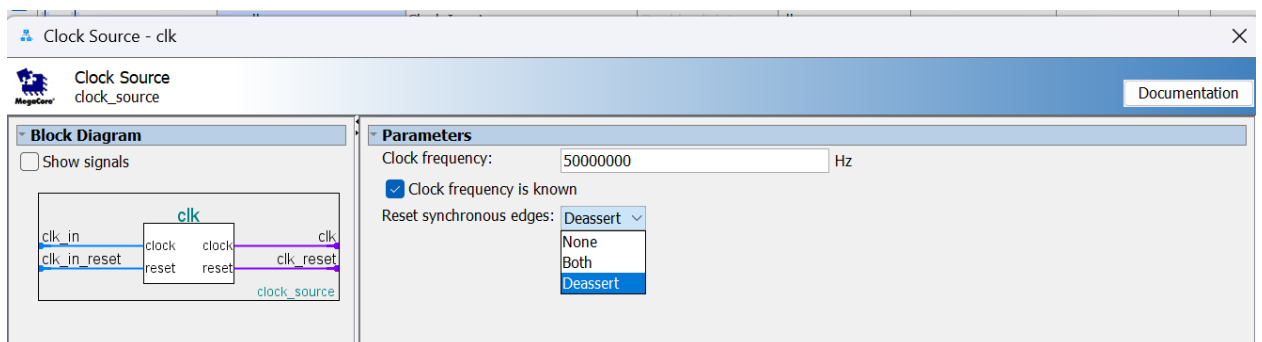 Clock Source - clk
Clock Source
clock_source
MegaCore'
Documentation
Block Diagram
Show signals
clk
clk_in
clk_in_reset
clock
reset
clock
reset
clk
clk_reset
clock_source
Parameters
Clock frequency: 50000000 Hz
Clock frequency is known
Reset synchronous edges: Deassert
None
Both
Deassert